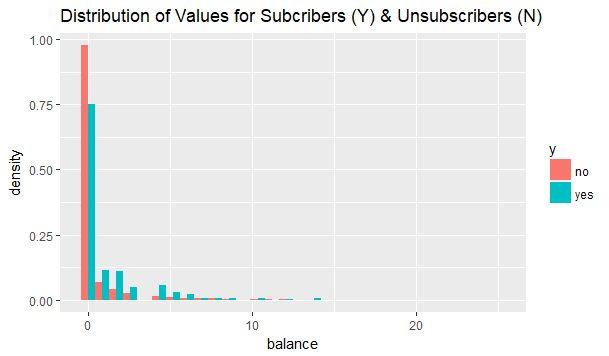 Distribution of Values for Subcribers (Y) & Unsubscribers (N)
1.00
0.75
0.50
0.25
0.00
density
0
10
20
balance
y
no
yes